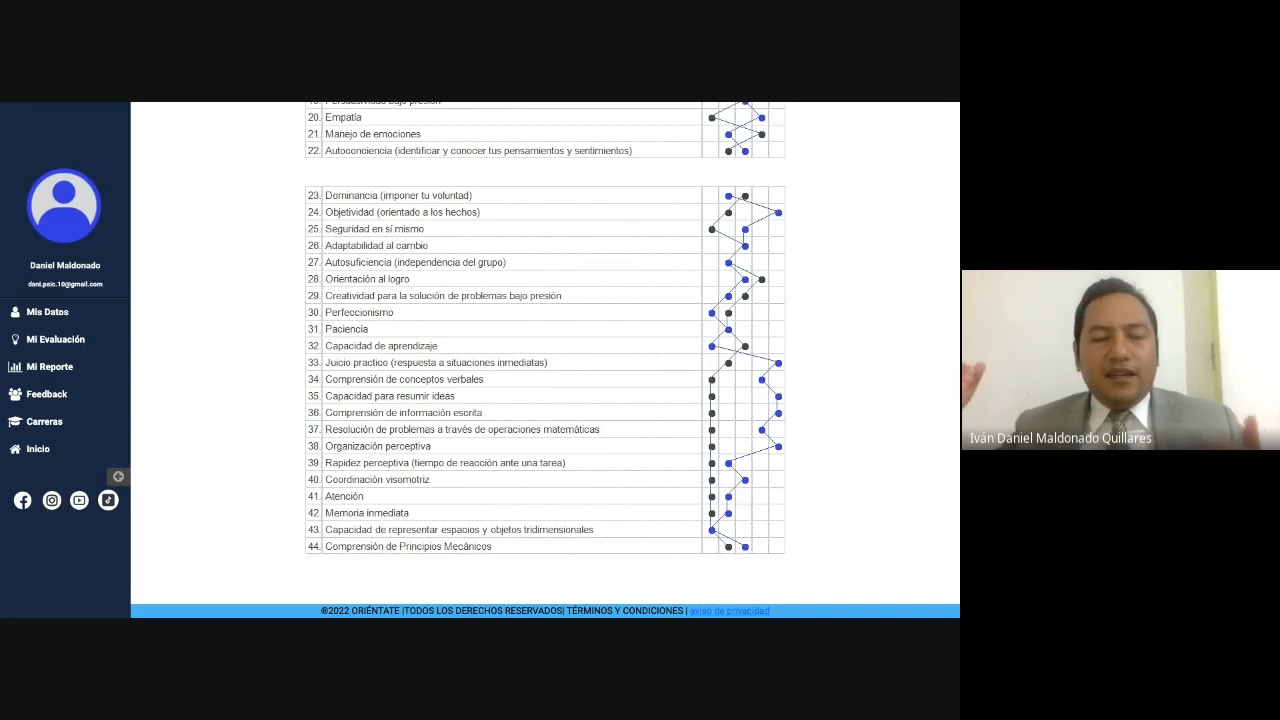 20. Empatía
21. Manejo de emociones
22. Autoconciencia (identificar y conocer tus pensamientos y sentimientos)
23. Dominancia (imponer tu voluntad)
24. Objetividad (orientado a los hechos)
25. Seguridad en sí mismo
26. Adaptabilidad al cambio
27. Autosuficiencia (independencia del grupo)
28. Orientación al logro
29. Creatividad para la solución de problemas bajo presión
30. Perfeccionismo
31. Paciencia
32. Capacidad de aprendizaje
33. Juicio practico (respuesta a situaciones inmediatas)
34. Comprensión de conceptos verbales
35. Capacidad para resumir ideas
36. Comprensión de información escrita
37. Resolución de problemas a través de operaciones matemáticas
38. Organización perceptiva
39. Rapidez perceptiva (tiempo de reacción ante una tarea)
40. Coordinación visomotriz
41. Atención
42. Memoria inmediata
43. Capacidad de representar espacios y objetos tridimensionales
44. Comprensión de Principios Mecánicos
Daniel Maldonado
dani.psic.10@gmail.com
Mis Datos
Mi Evaluación
Mi Reporte
Feedback
Carreras
Inicio
®2022 ORIÉNTATE |TODOS LOS DERECHOS RESERVADOS| TÉRMINOS Y CONDICIONES | aviso de privacidad
Iván Daniel Maldonado Quillares